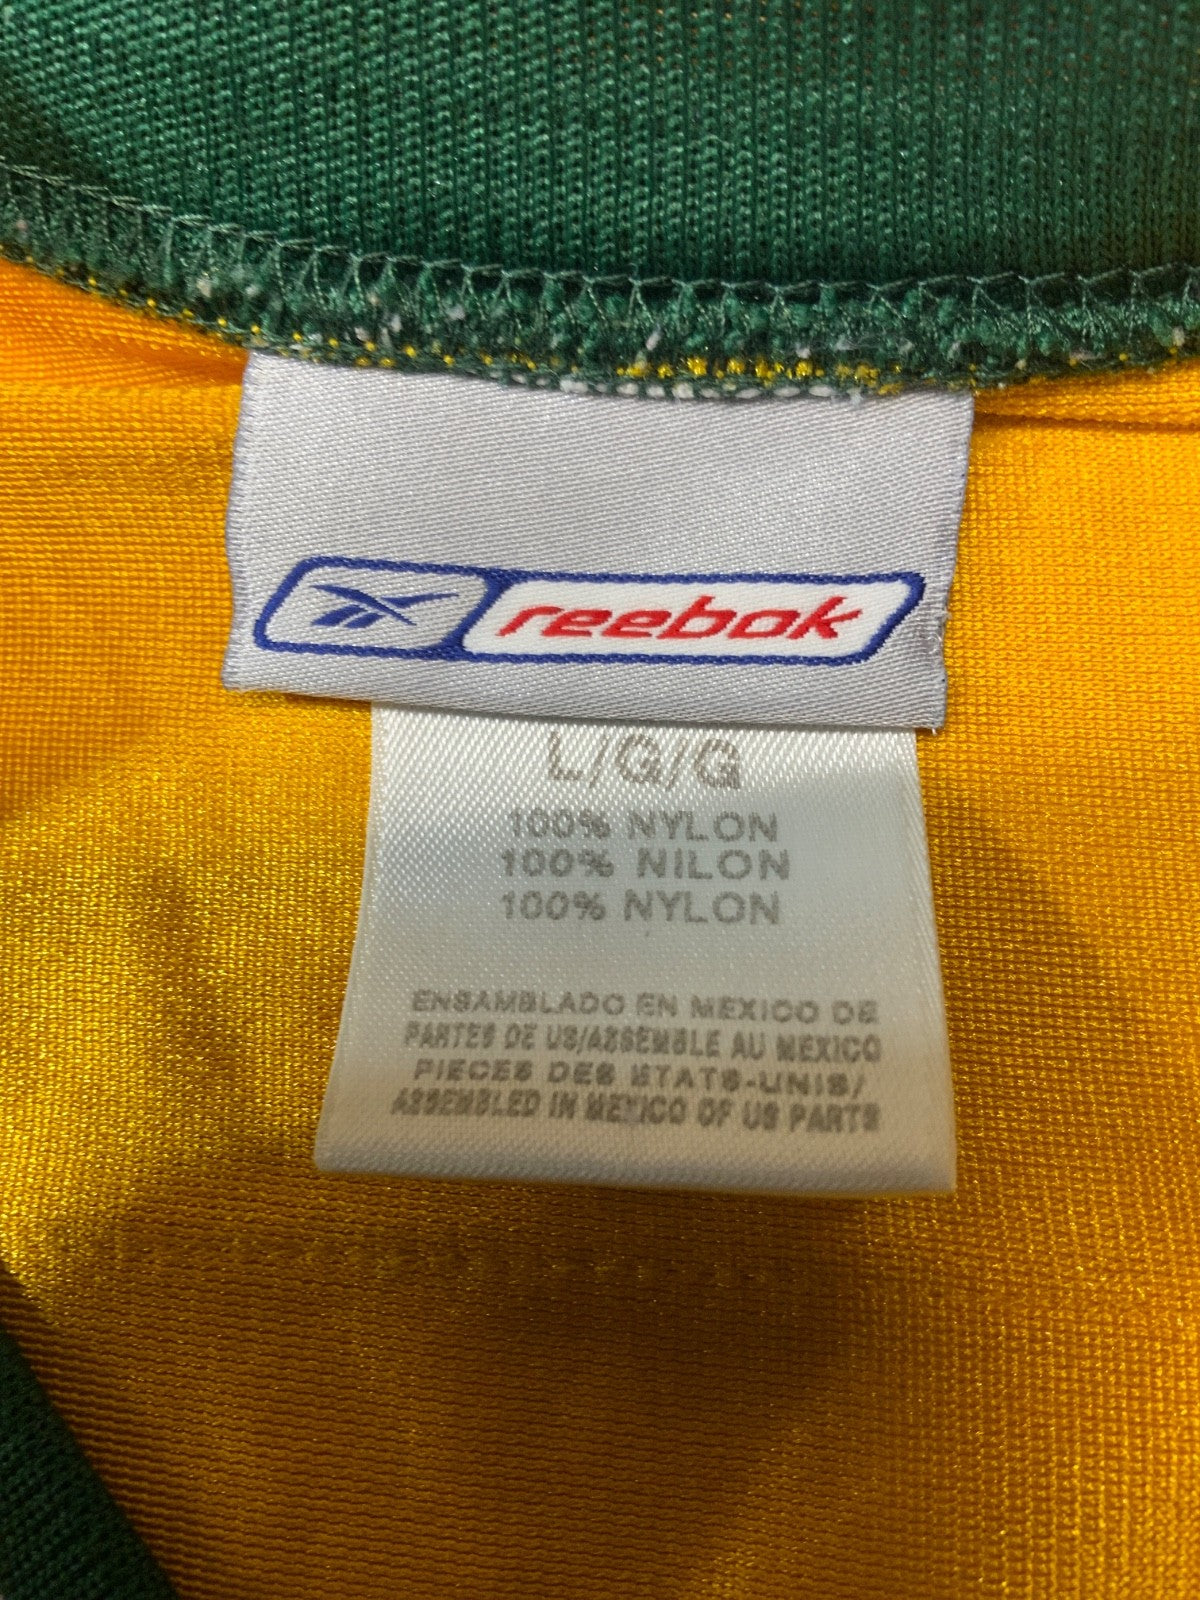 reebok
L/G/G
100% NYLON
100% NILON
100% NYLON
ENSAMBLADO EN MEXICO DE
PARTES DE US/ASSEMBLE AU MEXICO
PIECES DES ETATS-UNIS/
ASSEMBLED IN MEXICO OF US PARTS